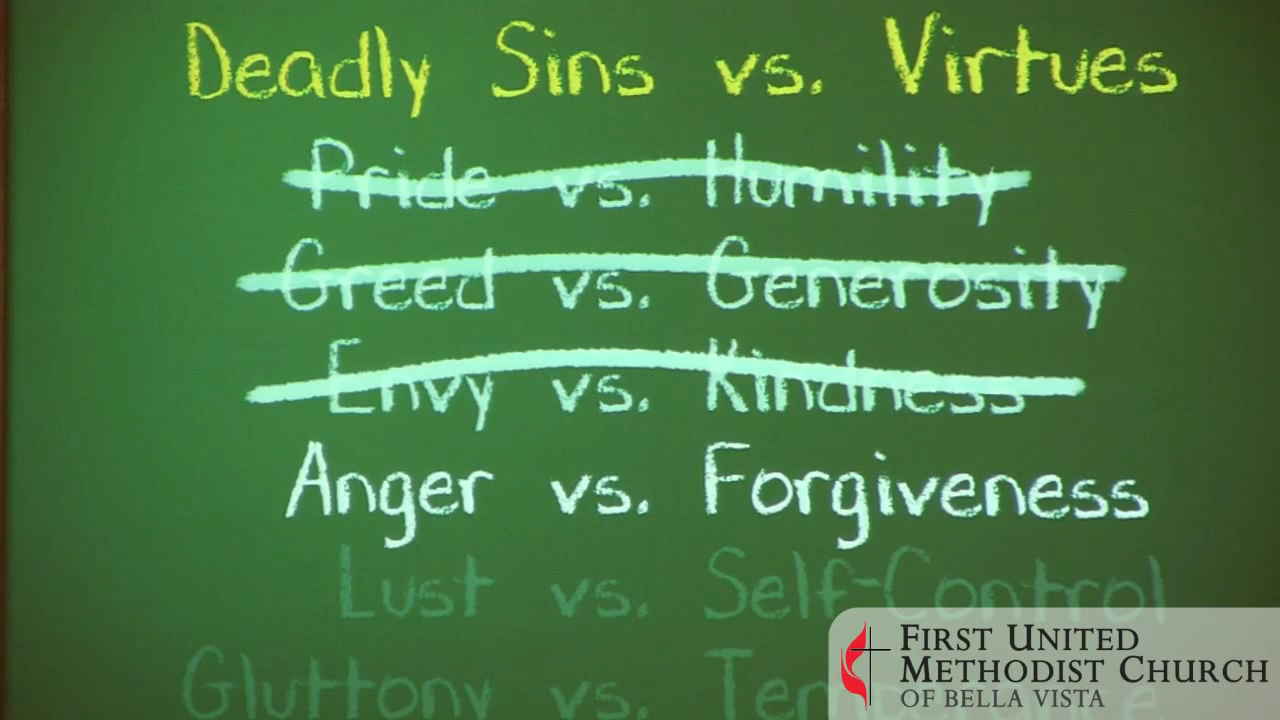 Deadly Sins vs. Virtues
Pride vs. Humility
Greed vs. Generosity
Envy vs. Kindness
Anger vs. Forgiveness
Lust vs. Self-Control
Gluttony vs.
FIRST UNITED
METHODIST CHURCH
OF BELLA VISTA